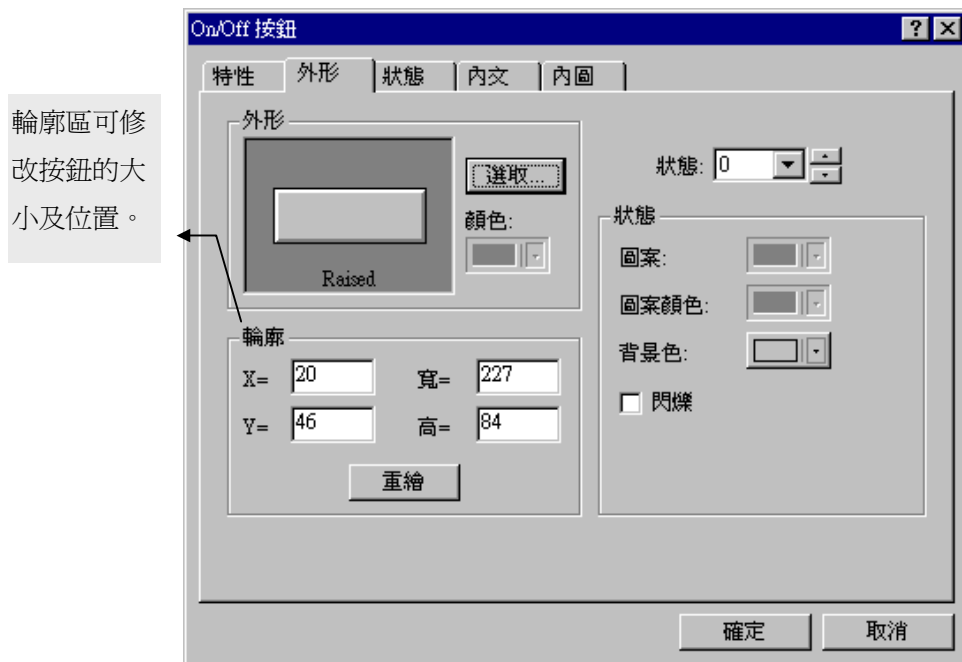 On/Off 按鈕
特性 外形 狀態 內文 內圖
輪廓區可修
改按鈕的大
小及位置。
外形
Raised
選取...
顏色:
狀態: 0
狀態
圖案:
圖案顏色:
背景色:
閃爍
輪廓
X= 20 寬= 227
Y= 46 高= 84
重繪
確定 取消